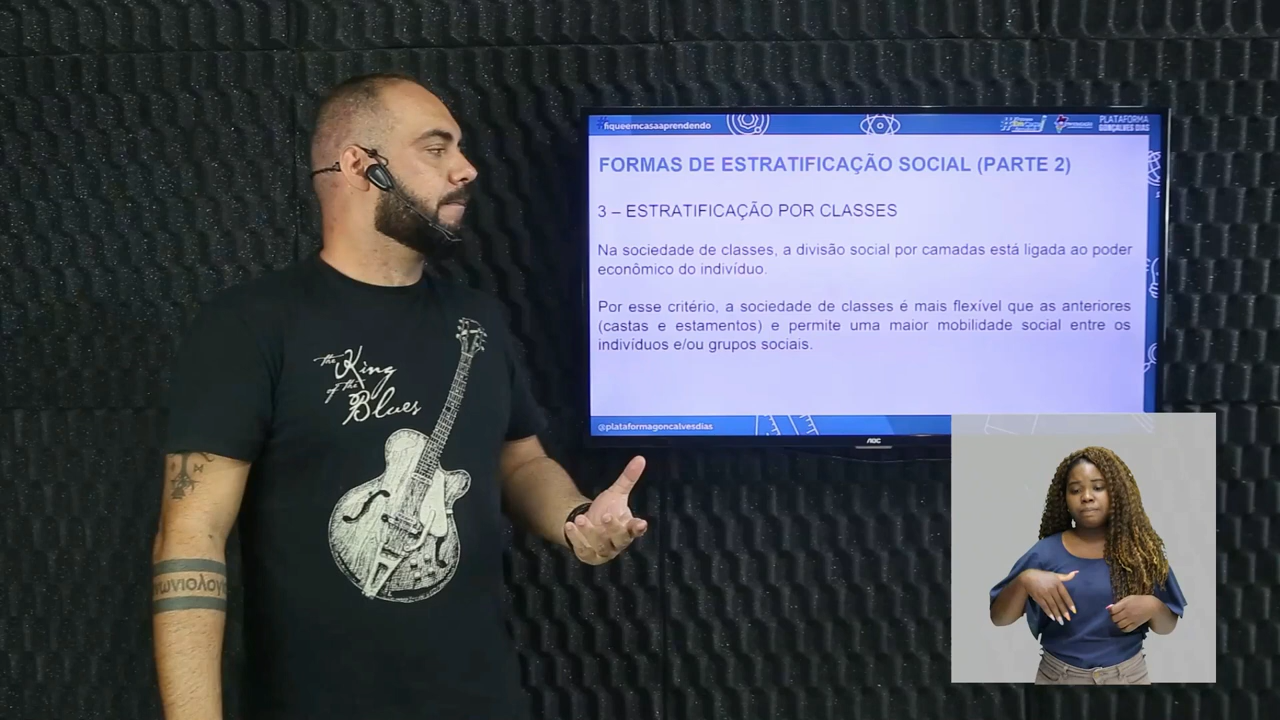 #fiqueemcasaaprendendo
PLATAFORMA
GONÇALVES DIAS
FORMAS DE ESTRATIFICAÇÃO SOCIAL (PARTE 2)
3 – ESTRATIFICAÇÃO POR CLASSES
Na sociedade de classes, a divisão social por camadas está ligada ao poder
econômico do indivíduo.
Por esse critério, a sociedade de classes é mais flexível que as anteriores
(castas e estamentos) e permite uma maior mobilidade social entre os
indivíduos e/ou grupos sociais.
@plataformagoncalvesdias
AOC
the King
of the
Blues